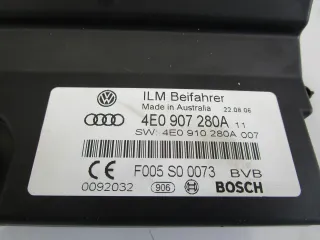 ILM Beifahrer
Made in Australia 22.08.06
4E0 907 280A 11
SW: 4E0 910 280A 007
F005 S0 0073 BVB
0092032 906 BOSCH